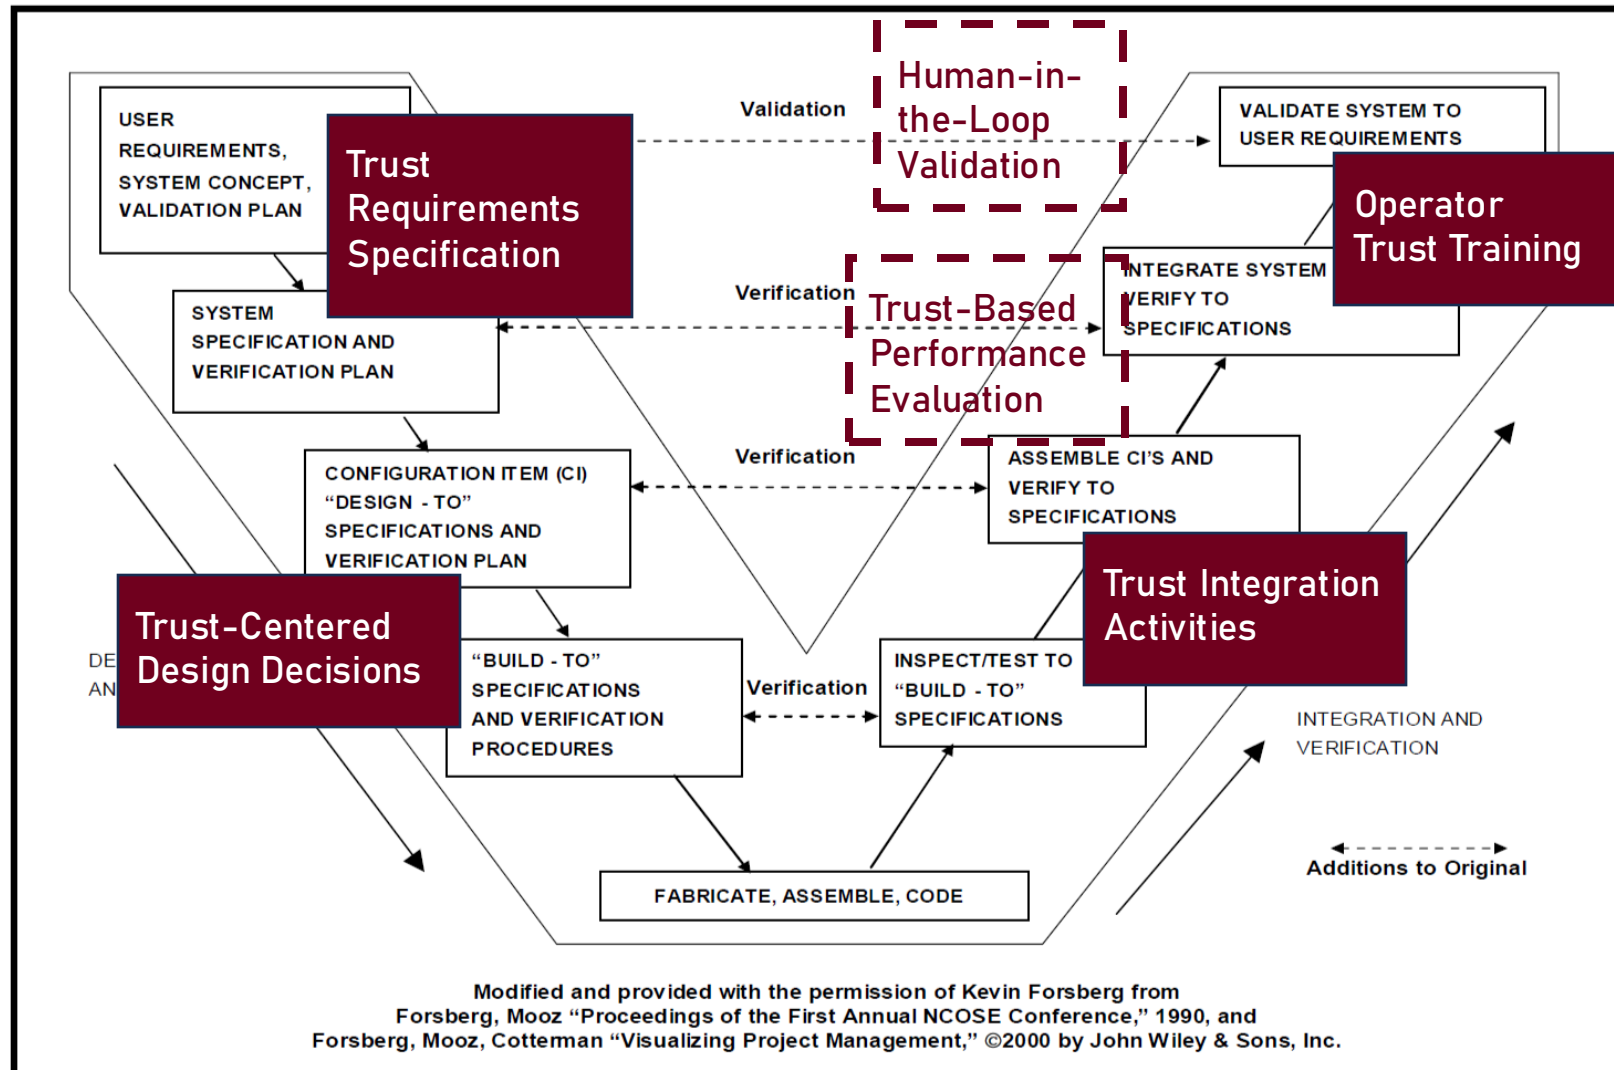 USER
REQUIREMENTS,
SYSTEM CONCEPT,
VALIDATION PLAN
Trust
Requirements
Specification
Validation
Human-in-
the-Loop
Validation
VALIDATE SYSTEM TO
USER REQUIREMENTS
Operator
Trust Training
SYSTEM
SPECIFICATION AND
VERIFICATION PLAN
Verification
Trust-Based
Performance
Evaluation
INTEGRATE SYSTEM
VERIFY TO
SPECIFICATIONS
CONFIGURATION ITEM (CI)
“DESIGN - TO”
SPECIFICATIONS AND
VERIFICATION PLAN
Verification
ASSEMBLE CI'S AND
VERIFY TO
SPECIFICATIONS
Trust-Centered
Design Decisions
Trust Integration
Activities
DE
AN
“BUILD - TO”
SPECIFICATIONS
AND VERIFICATION
PROCEDURES
Verification
INSPECT/TEST TO
“BUILD - TO”
SPECIFICATIONS
INTEGRATION AND
VERIFICATION
FABRICATE, ASSEMBLE, CODE
Additions to Original
Modified and provided with the permission of Kevin Forsberg from
Forsberg, Mooz “Proceedings of the First Annual NCOSE Conference,” 1990, and
Forsberg, Mooz, Cotterman “Visualizing Project Management,” ©2000 by John Wiley & Sons, Inc.